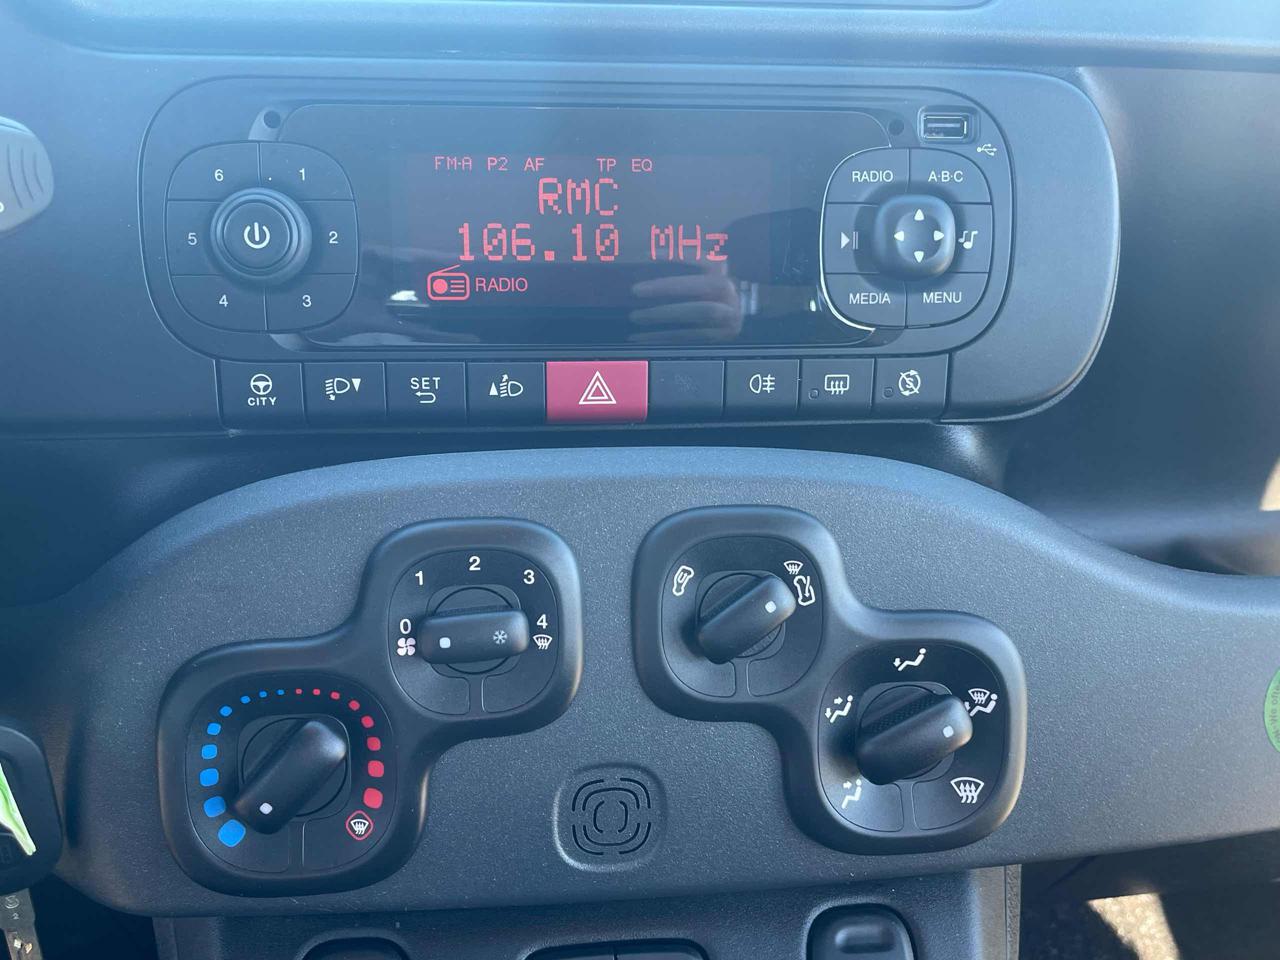 FM-A P2 AF TP EQ
RMC
106.10 MHz
RADIO
6 1
5 2
4 3
RADIO A·B·C
MEDIA MENU
CITY
SET
0 1 2 3 4